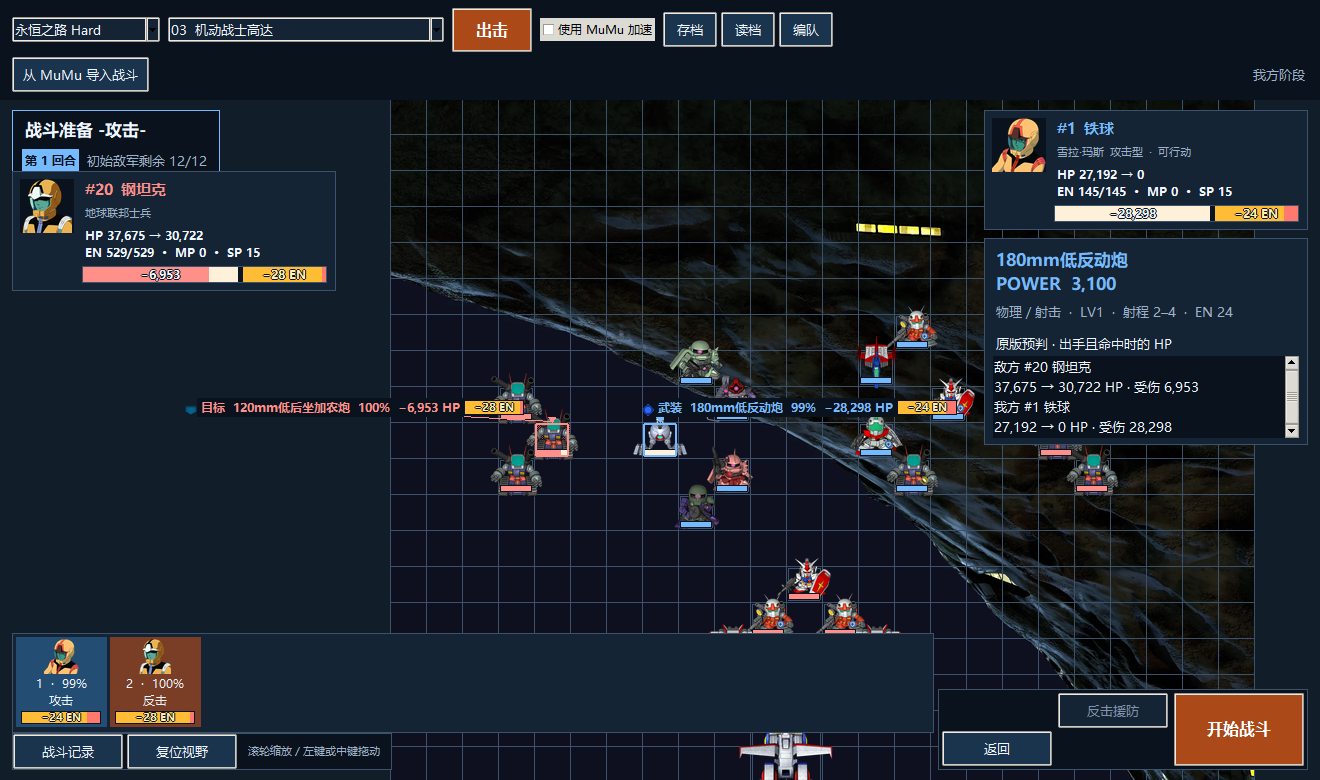 永恒之路 Hard
03 机动战士高达
出击
使用 MuMu 加速
存档
读档
编队
从 MuMu 导入战斗
我方阶段
战斗准备 -攻击-
第 1 回合 初始敌军剩余 12/12
#20 钢坦克
地球联邦士兵
HP 37,675 → 30,722
EN 529/529 • MP 0 • SP 15
−6,953
−28 EN
#1 铁球
雪拉·玛斯 攻击型 · 可行动
HP 27,192 → 0
EN 145/145 • MP 0 • SP 15
−28,298
−24 EN
180mm低反动炮
POWER 3,100
物理 / 射击 · LV1 · 射程 2–4 · EN 24
原版预判 · 出手且命中时的 HP
敌方 #20 钢坦克
37,675 → 30,722 HP · 受伤 6,953
我方 #1 铁球
27,192 → 0 HP · 受伤 28,298
目标 120mm低后坐加农炮 100% −6,953 HP −28 EN
武装 180mm低反动炮 99% −28,298 HP −24 EN
1 · 99%
攻击
−24 EN
2 · 100%
反击
−28 EN
战斗记录
复位视野
滚轮缩放 / 左键或中键拖动
反击援防
返回
开始战斗